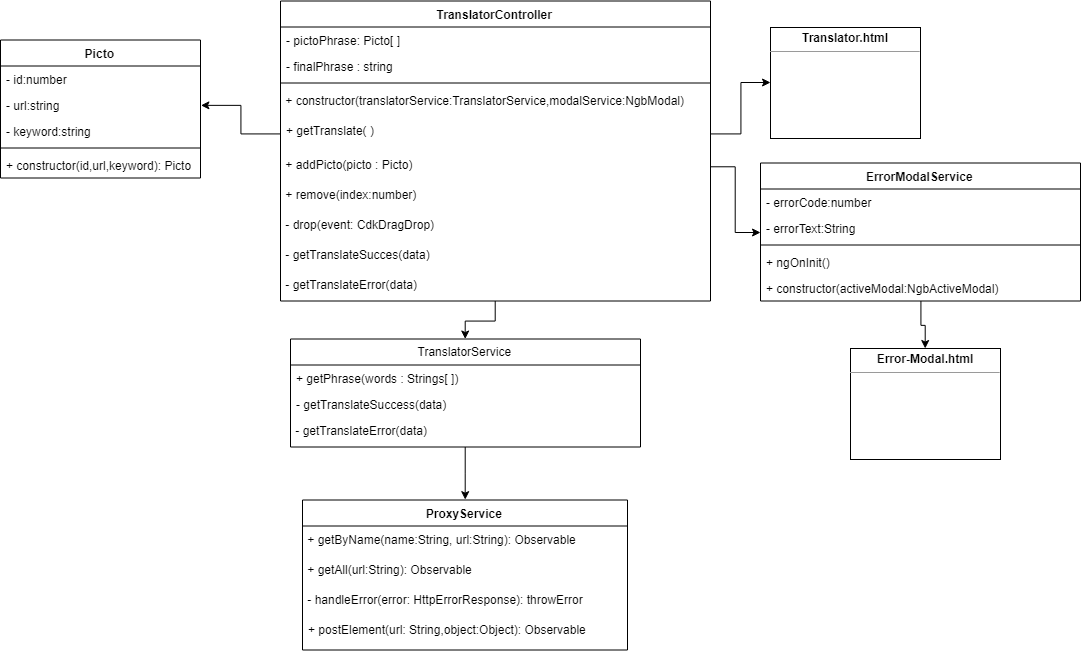 TranslatorController
- pictoPhrase: Picto[ ]
- finalPhrase : string
+ constructor(translatorService:TranslatorService,modalService:NgbModal)
+ getTranslate( )
+ addPicto(picto : Picto)
+ remove(index:number)
- drop(event: CdkDragDrop)
- getTranslateSucces(data)
- getTranslateError(data)
Picto
- id:number
- url:string
- keyword:string
+ constructor(id,url,keyword): Picto
Translator.html
ErrorModalService
- errorCode:number
- errorText:String
+ ngOnInit()
+ constructor(activeModal:NgbActiveModal)
Error-Modal.html
TranslatorService
+ getPhrase(words : Strings[ ])
- getTranslateSuccess(data)
- getTranslateError(data)
ProxyService
+ getByName(name:String, url:String): Observable
+ getAll(url:String): Observable
- handleError(error: HttpErrorResponse): throwError
+ postElement(url: String,object:Object): Observable